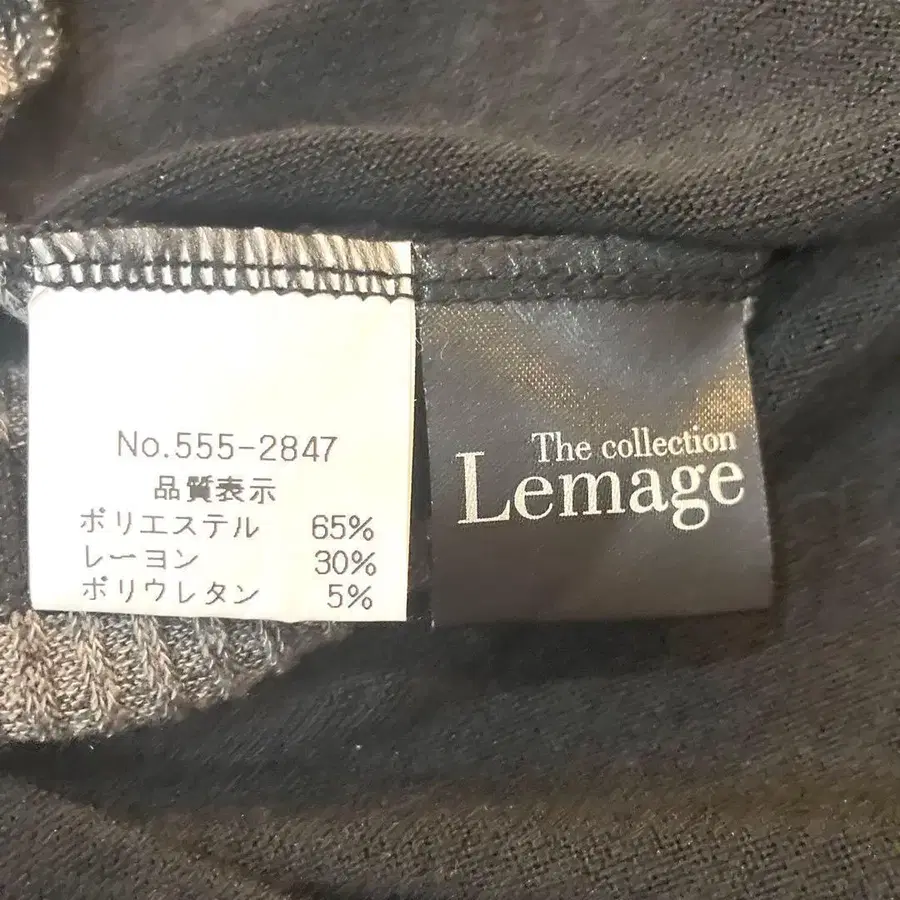 No.555-2847
品質表示
ポリエステル 65%
レーヨン 30%
ポリウレタン 5%
The collection
Lemage